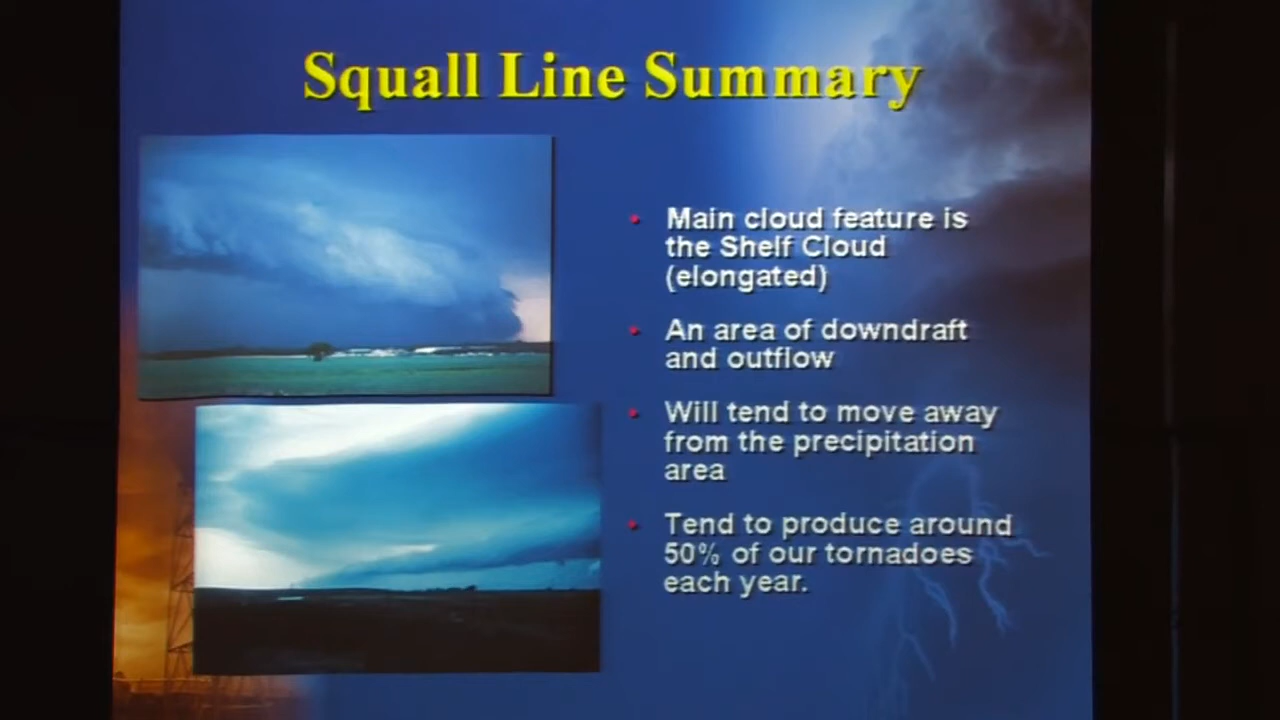 Squall Line Summary
Main cloud feature is
the Shelf Cloud
(elongated)
An area of downdraft
and outflow
Will tend to move away
from the precipitation
area
Tend to produce around
50% of our tornadoes
each year.